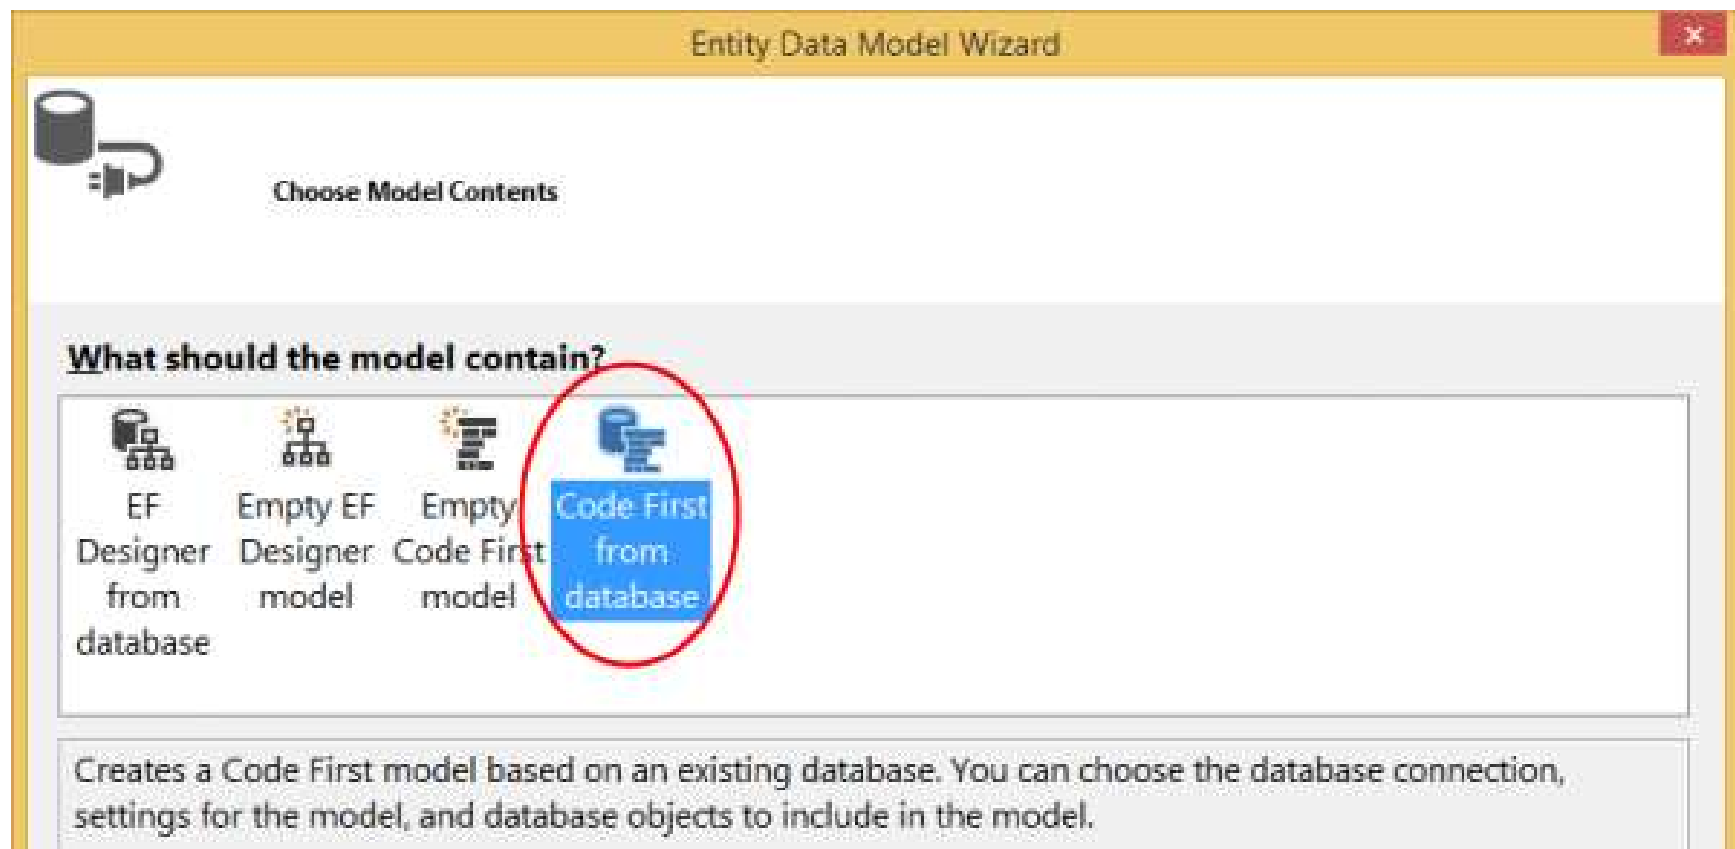 Entity Data Model Wizard
Choose Model Contents
What should the model contain?
EF Designer from database
Empty EF Designer model
Empty Code First model
Code First from database
Creates a Code First model based on an existing database. You can choose the database connection,
settings for the model, and database objects to include in the model.